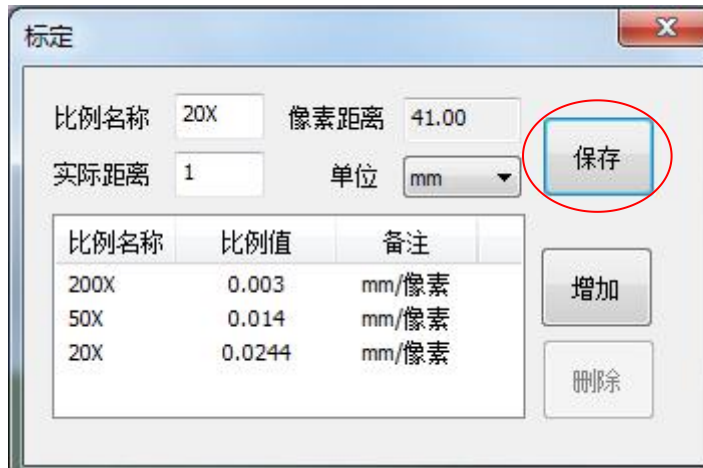 标定
比例名称 20X 像素距离 41.00
保存
实际距离 1 单位 mm
比例名称 比例值 备注
200X 0.003 mm/像素
50X 0.014 mm/像素
20X 0.0244 mm/像素
增加
删除